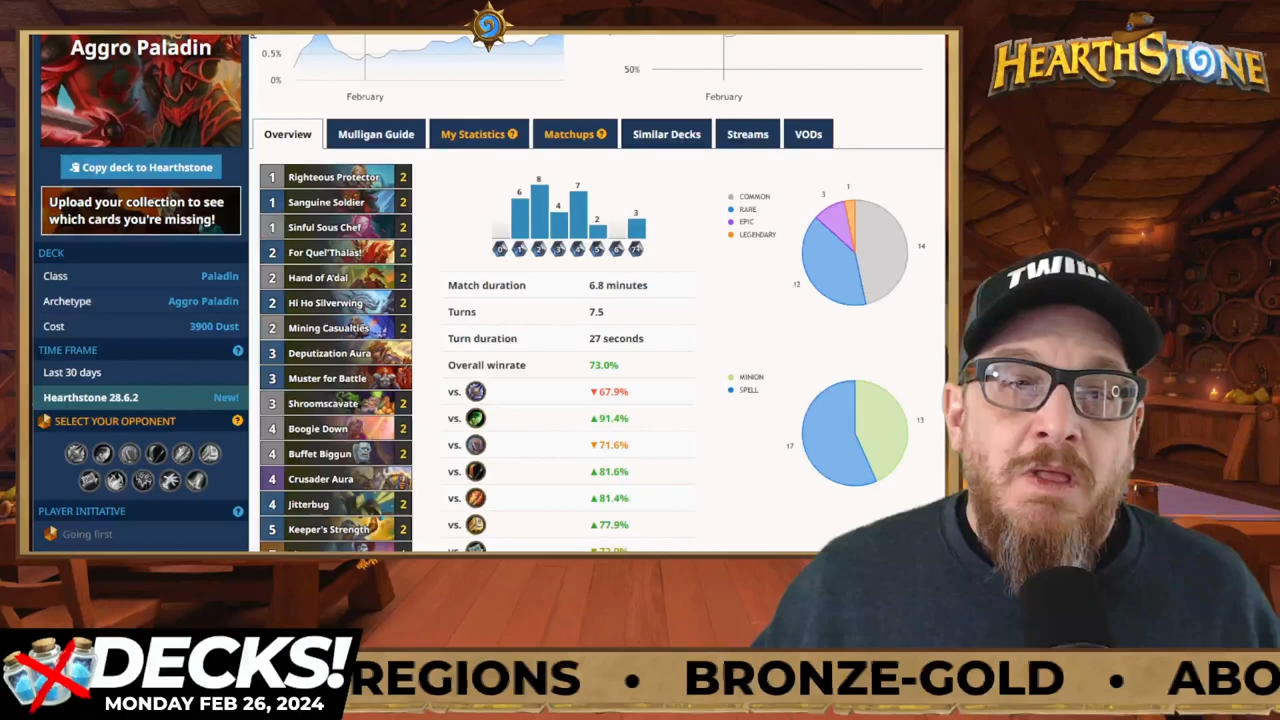 Aggro Paladin
Copy deck to Hearthstone
Upload your collection to see
which cards you're missing!
DECK
Class Paladin
Archetype Aggro Paladin
Cost 3900 Dust
TIME FRAME ?
Last 30 days
Hearthstone 28.6.2 New!
SELECT YOUR OPPONENT ?
PLAYER INITIATIVE ?
Going first
0.5%
0%
February
50%
February
Overview
Mulligan Guide
My Statistics ?
Matchups ?
Similar Decks
Streams
VODs
1 Righteous Protector 2
1 Sanguine Soldier 2
1 Sinful Sous Chef 2
2 For Quel'Thalas! 2
2 Hand of A'dal 2
2 Hi Ho Silverwing 2
2 Mining Casualties 2
3 Deputization Aura
3 Muster for Battle
3 Shroomscavate 2
4 Boogie Down 2
4 Buffet Biggun 2
4 Crusader Aura
4 Jitterbug 2
5 Keeper's Strength 2
6 8 4 7 2 3
0 1 2 3 4 5 6 7+
Match duration 6.8 minutes
Turns 7.5
Turn duration 27 seconds
Overall winrate 73.0%
vs. ▼67.9%
vs. ▲91.4%
vs. ▼71.6%
vs. ▲81.6%
vs. ▲81.4%
vs. ▲77.9%
COMMON
RARE
EPIC
LEGENDARY
3
1
14
12
MINION
SPELL
13
17
HEARTHSTONE
DECKS!
MONDAY FEB 26, 2024
REGIONS • BRONZE-GOLD • ABO